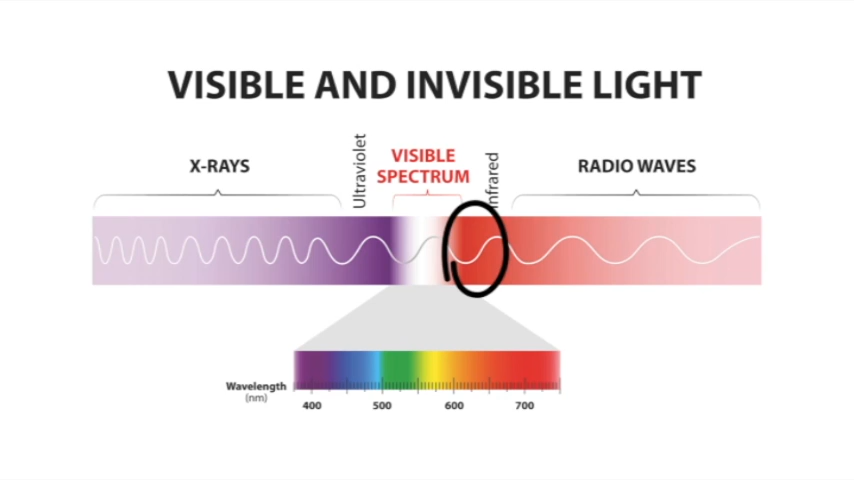 VISIBLE AND INVISIBLE LIGHT
X-RAYS
Ultraviolet
VISIBLE
SPECTRUM
Infrared
RADIO WAVES
Wavelength
(nm)
400 500 600 700